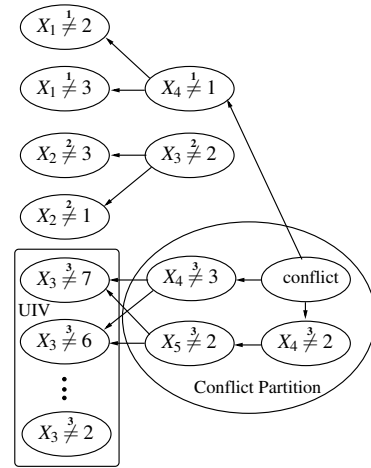 X₁ ≠¹ 2
X₁ ≠¹ 3 X₄ ≠¹ 1
X₂ ≠² 3 X₃ ≠² 2
X₂ ≠² 1
X₃ ≠³ 7 X₄ ≠³ 3 conflict
UIV
X₃ ≠³ 6 X₅ ≠³ 2 X₄ ≠³ 2
Conflict Partition
X₃ ≠³ 2